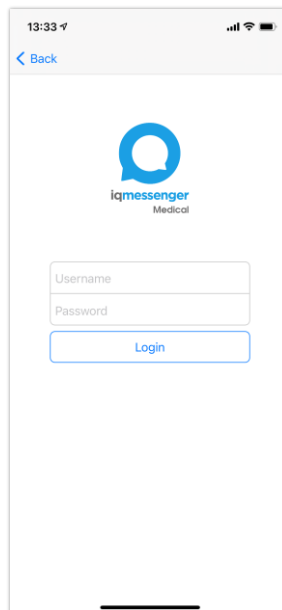 13:33
Back
iqmessenger
Medical
Username
Password
Login